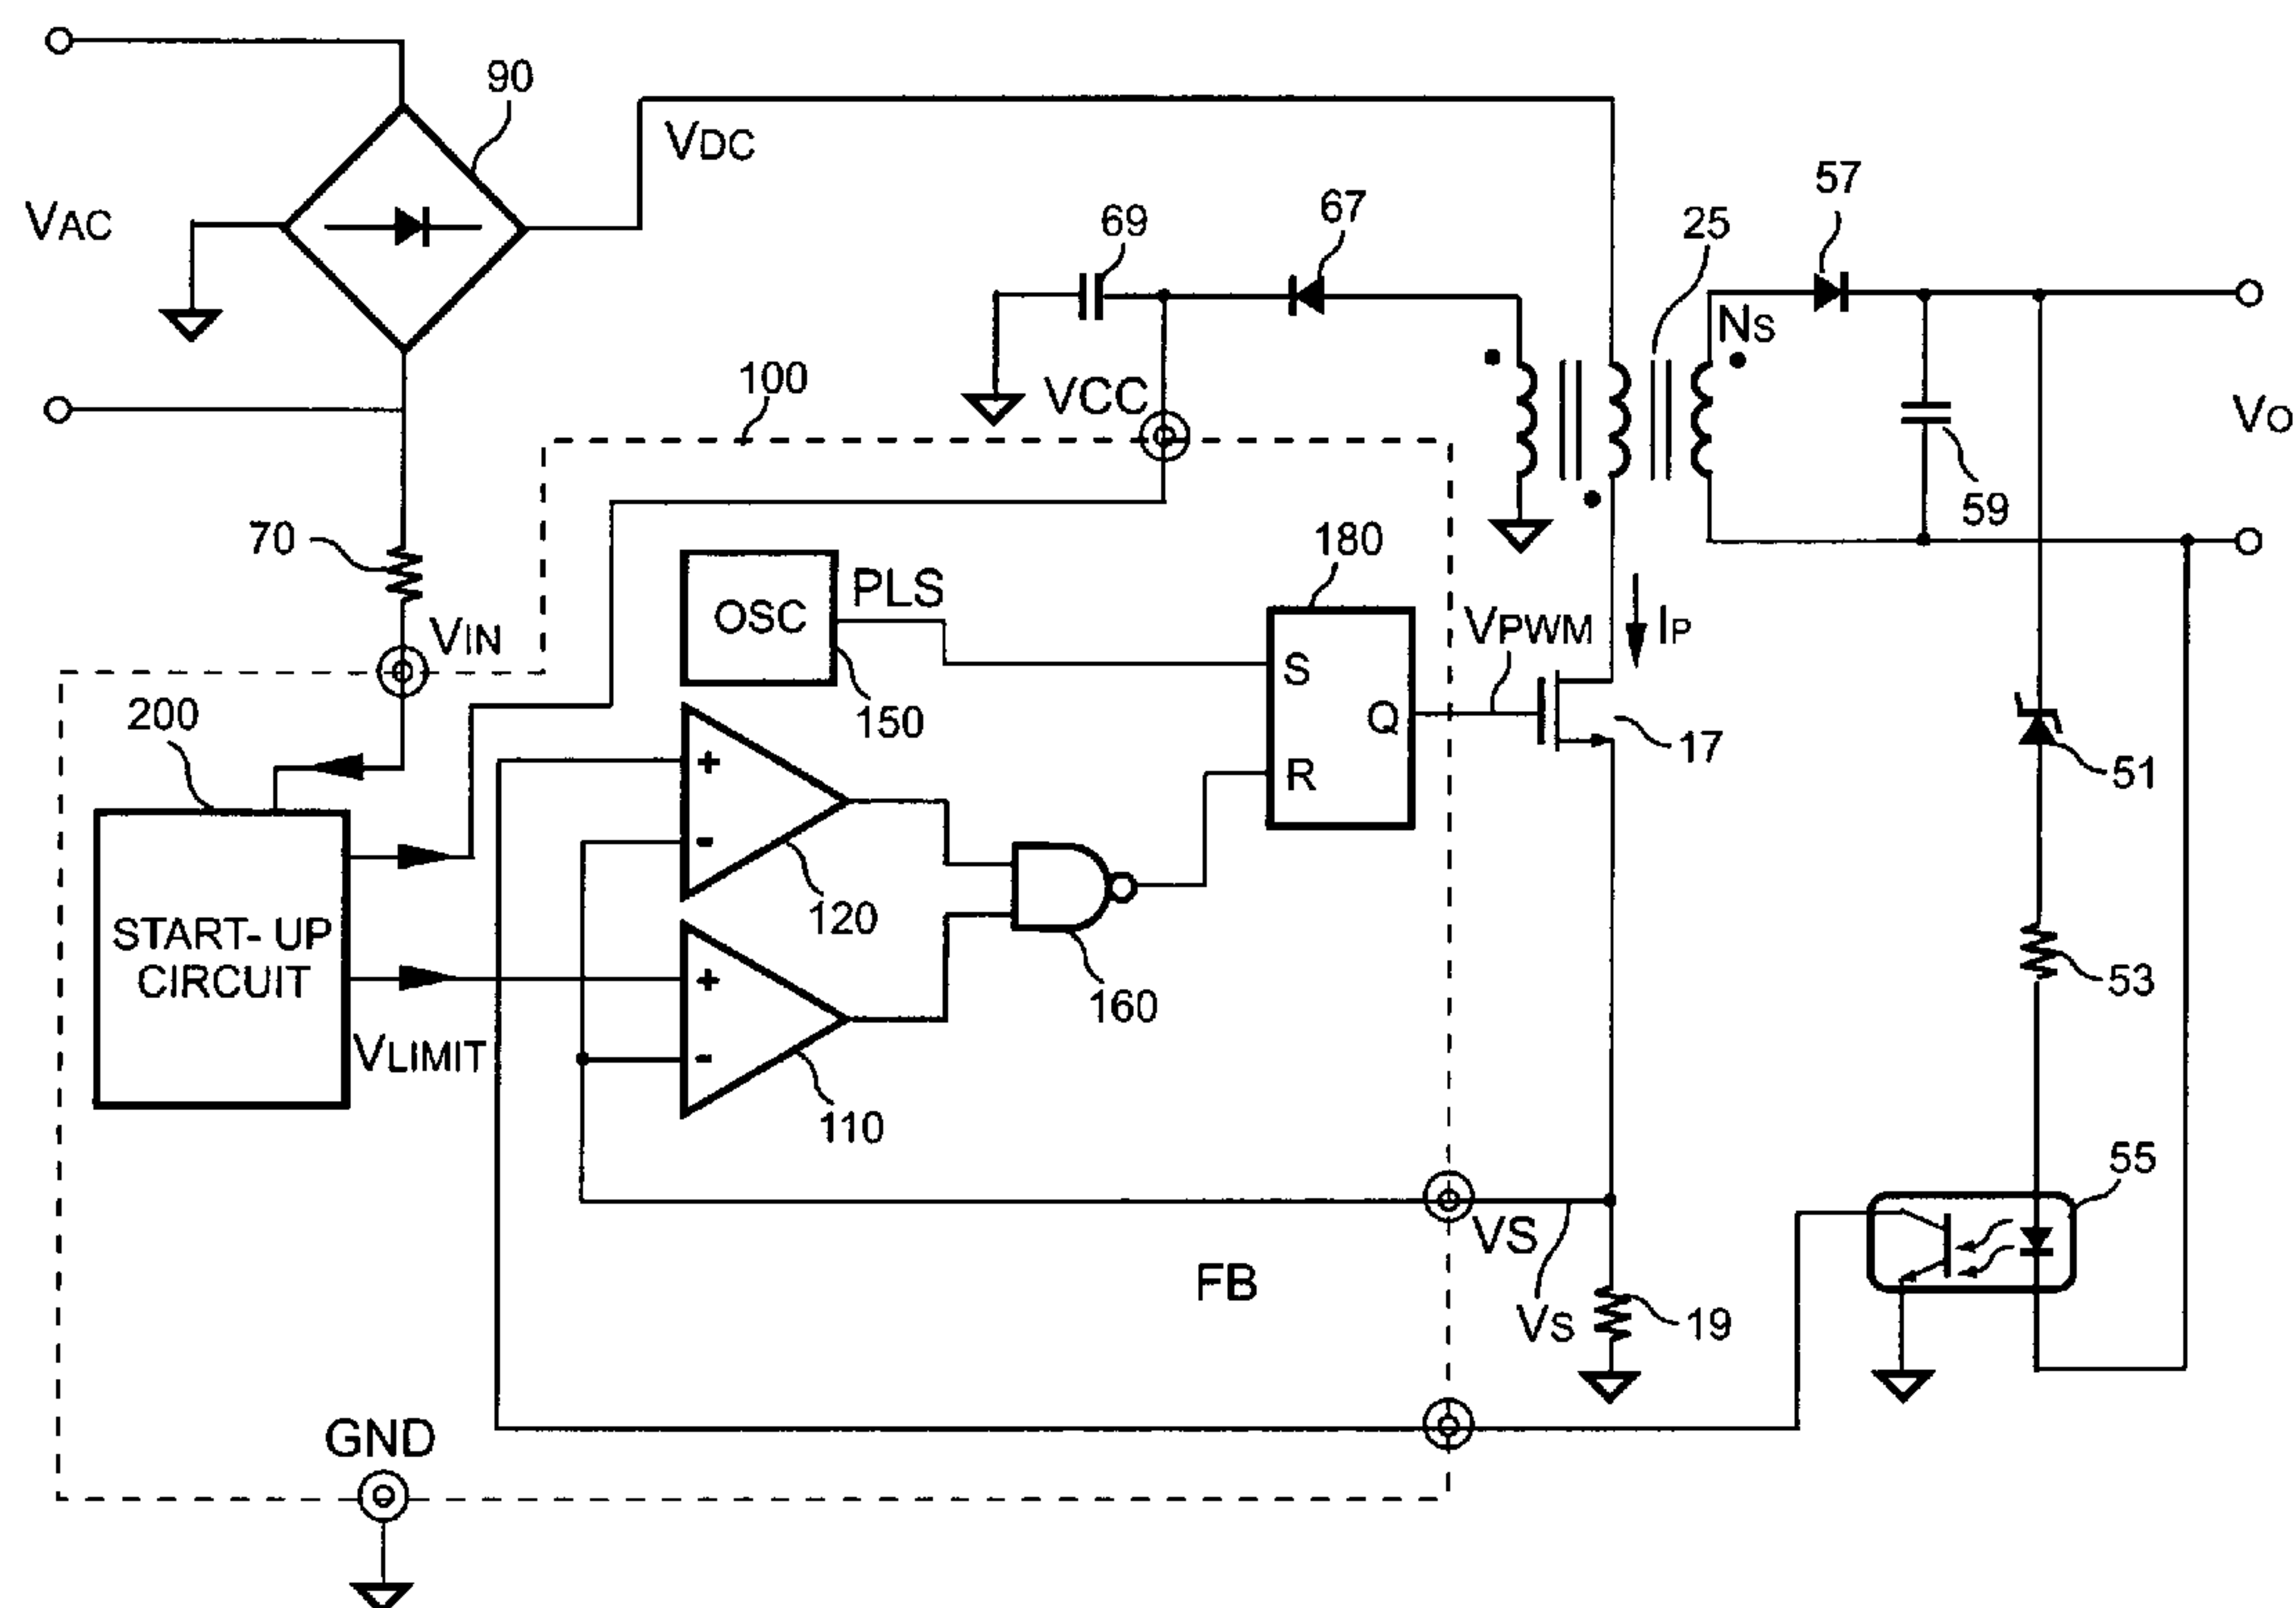 90
VDC
VAC
57
67
69
25
NS
100
VCC
VO
59
70
180
OSC
PLS
VPWM
IP
VIN
S
200
150
Q
17
+
R
51
-
120
START-UP
CIRCUIT
+
53
160
VLIMIT
-
110
55
VS
FB
VS
19
GND